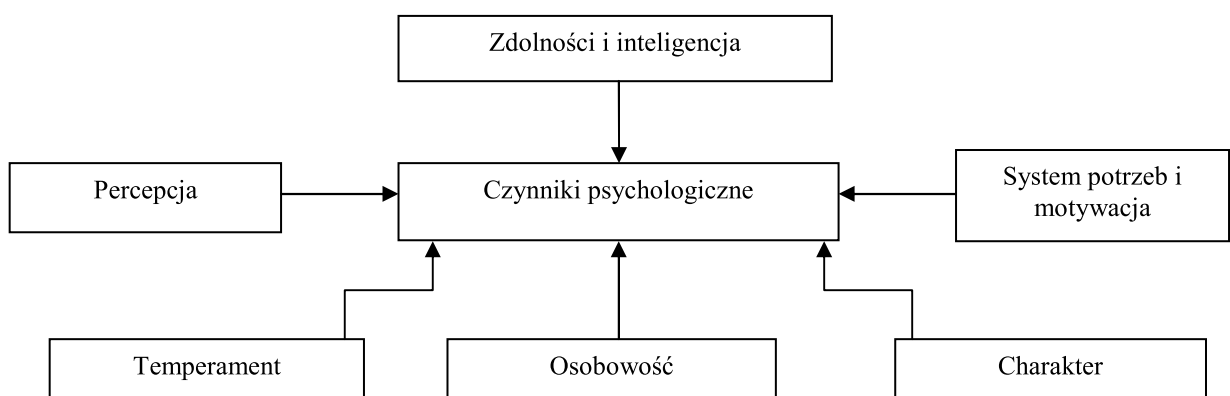 Zdolności i inteligencja
Percepcja
Czynniki psychologiczne
System potrzeb i
motywacja
Temperament
Osobowość
Charakter